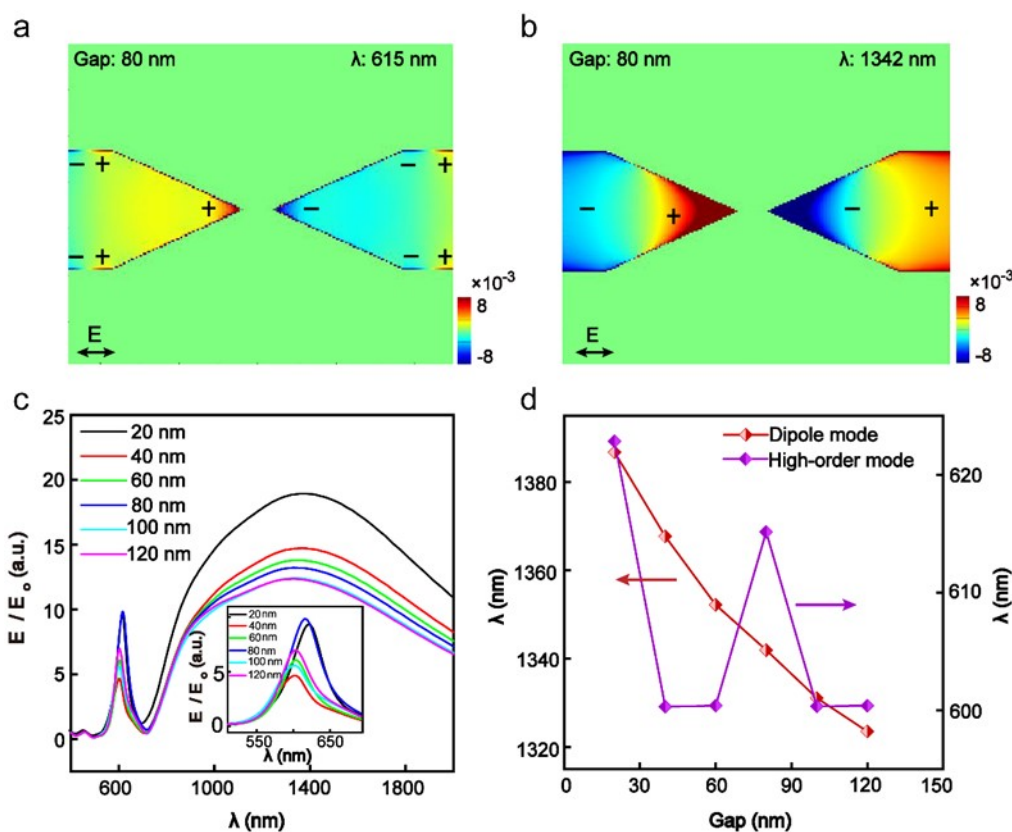 a
Gap: 80 nm
λ: 615 nm
− +
− +
+
−
− +
− +
×10⁻³
8
-8
E
b
Gap: 80 nm
λ: 1342 nm
−
+
−
+
×10⁻³
8
-8
E
c
25
20
15
10
5
0
E / Eₒ (a.u.)
20 nm
40 nm
60 nm
80 nm
100 nm
120 nm
600 1000 1400 1800
λ (nm)
20 nm
40 nm
60 nm
80 nm
100 nm
120 nm
E / Eₒ (a.u.)
5
0
550 650
λ (nm)
d
Dipole mode
High-order mode
1380
1360
1340
1320
λ (nm)
620
610
600
λ (nm)
0 30 60 90 120 150
Gap (nm)